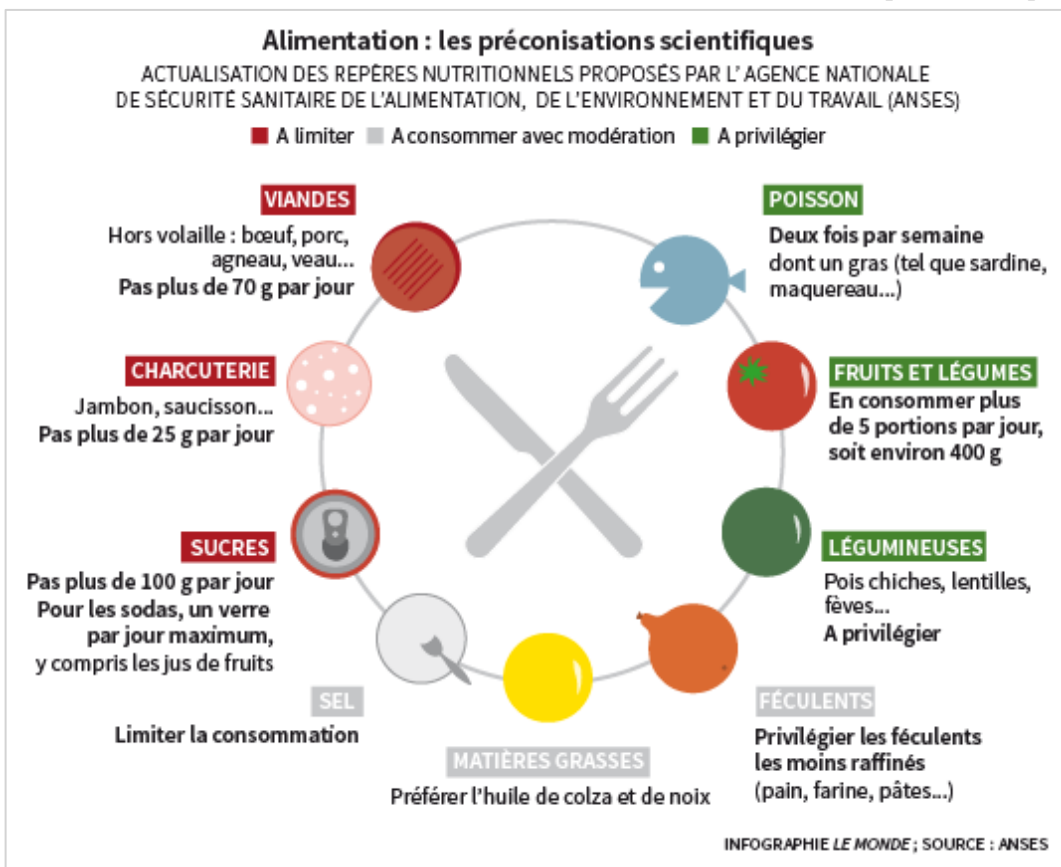 Alimentation : les préconisations scientifiques
ACTUALISATION DES REPÈRES NUTRITIONNELS PROPOSÉS PAR L'AGENCE NATIONALE
DE SÉCURITÉ SANITAIRE DE L'ALIMENTATION, DE L'ENVIRONNEMENT ET DU TRAVAIL (ANSES)
A limiter A consommer avec modération A privilégier
VIANDES
Hors volaille : bœuf, porc,
agneau, veau...
Pas plus de 70 g par jour
CHARCUTERIE
Jambon, saucisson...
Pas plus de 25 g par jour
SUCRES
Pas plus de 100 g par jour
Pour les sodas, un verre
par jour maximum,
y compris les jus de fruits
SEL
Limiter la consommation
MATIÈRES GRASSES
Préférer l'huile de colza et de noix
POISSON
Deux fois par semaine
dont un gras (tel que sardine,
maquereau...)
FRUITS ET LÉGUMES
En consommer plus
de 5 portions par jour,
soit environ 400 g
LÉGUMINEUSES
Pois chiches, lentilles,
fèves...
A privilégier
FÉCULENTS
Privilégier les féculents
les moins raffinés
(pain, farine, pâtes...)
INFOGRAPHIE LE MONDE ; SOURCE : ANSES